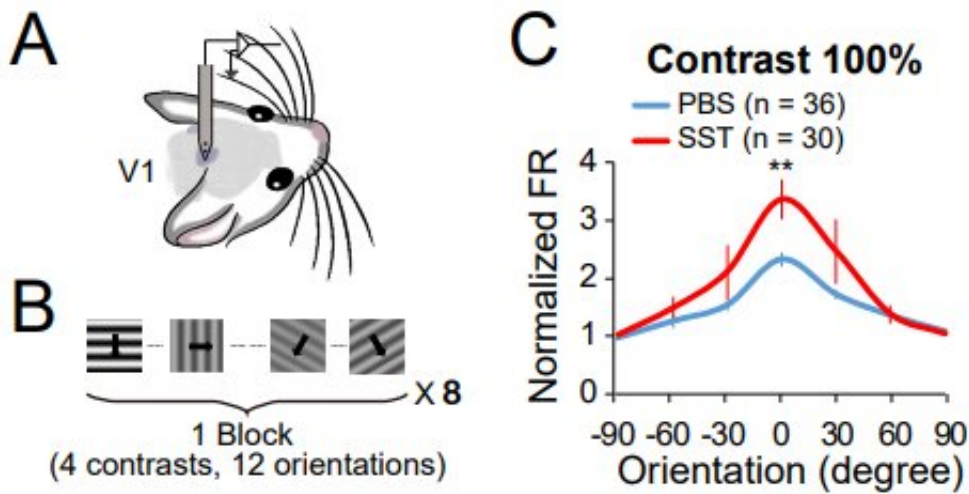 A
V1
B
X 8
1 Block
(4 contrasts, 12 orientations)
C
Contrast 100%
PBS (n = 36)
SST (n = 30)
**
Normalized FR
4
3
2
1
0
-90 -60 -30 0 30 60 90
Orientation (degree)